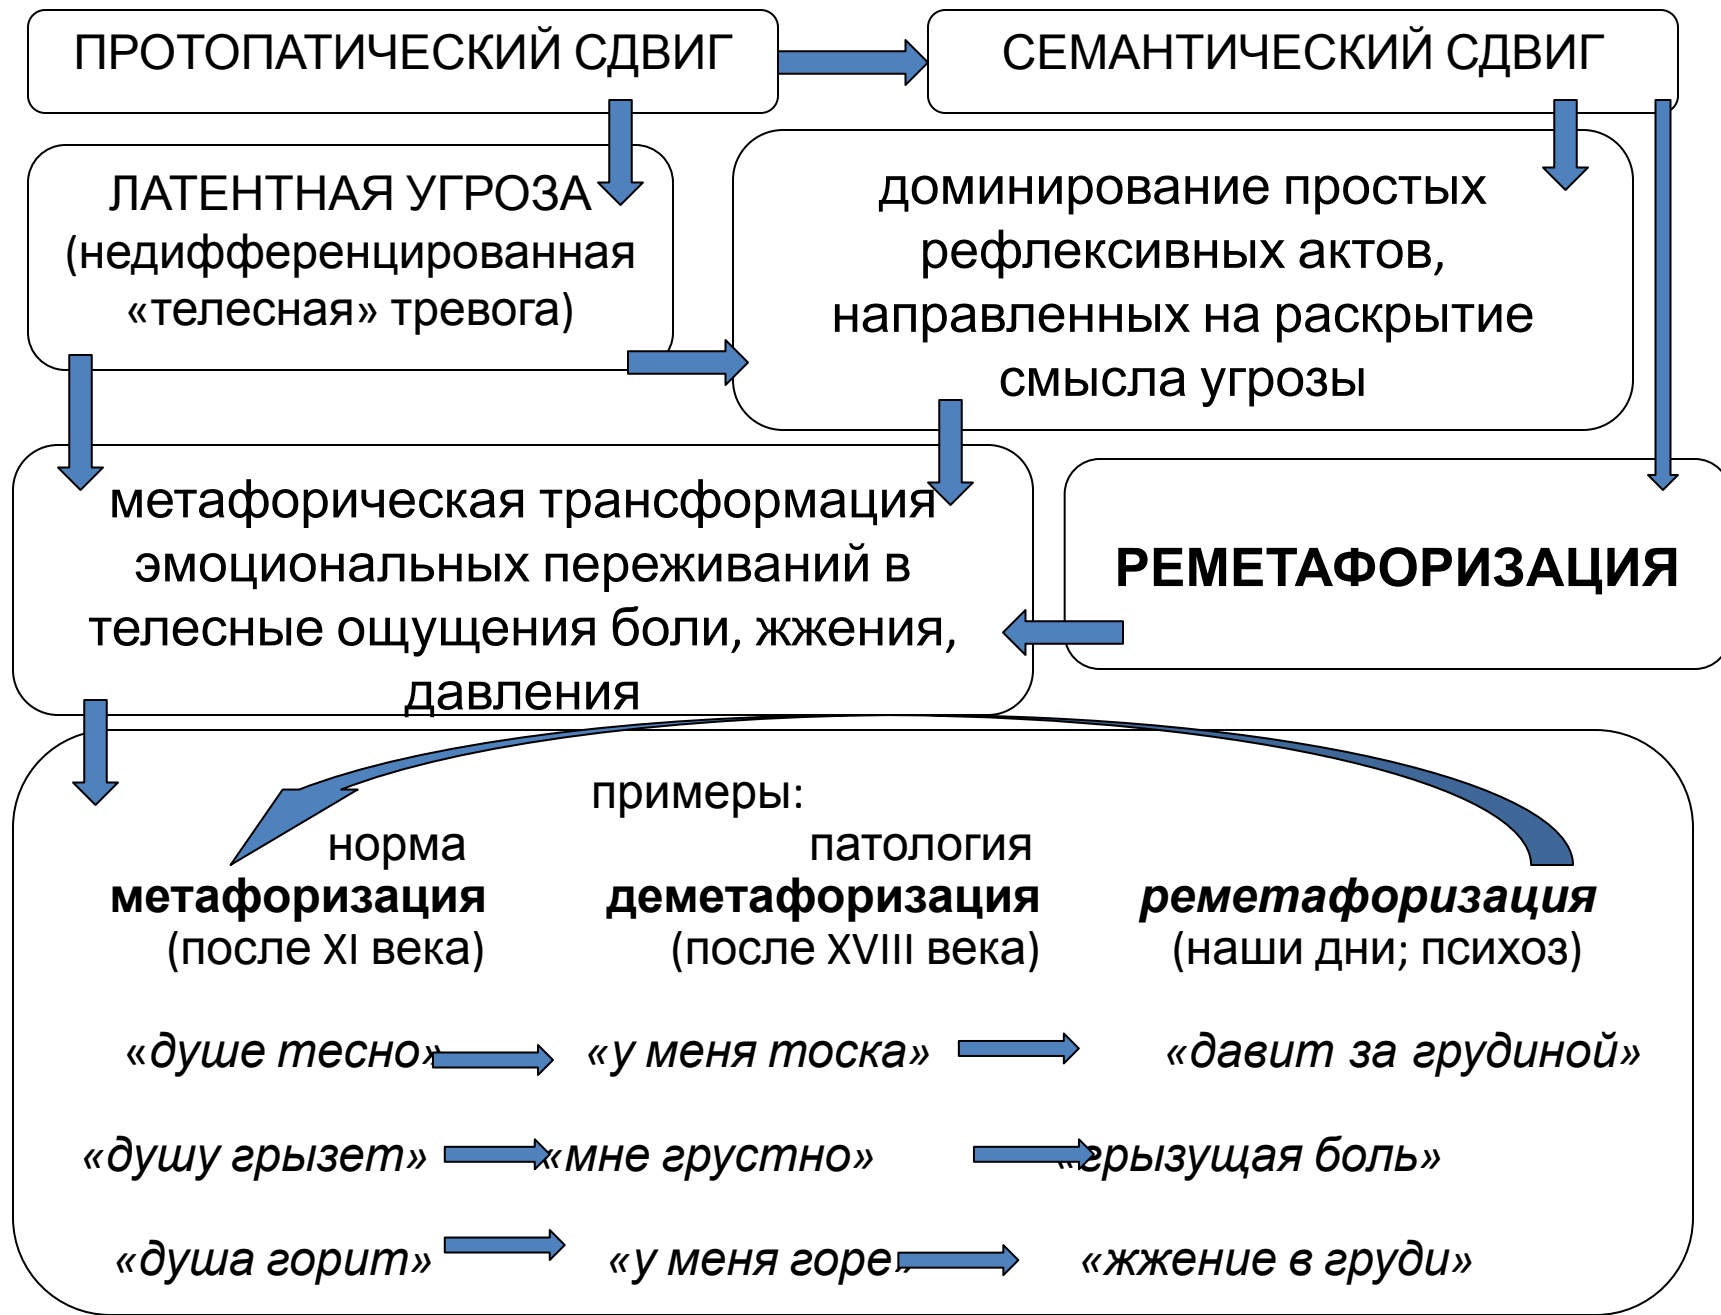 ПРОТОПАТИЧЕСКИЙ СДВИГ
СЕМАНТИЧЕСКИЙ СДВИГ
ЛАТЕНТНАЯ УГРОЗА
(недифференцированная
«телесная» тревога)
доминирование простых
рефлексивных актов,
направленных на раскрытие
смысла угрозы
метафорическая трансформация
эмоциональных переживаний в
телесные ощущения боли, жжения,
давления
РЕМЕТАФОРИЗАЦИЯ
примеры:
норма патология
метафоризация деметафоризация реметафоризация
(после XI века) (после XVIII века) (наши дни; психоз)
«душе тесно» «у меня тоска» «давит за грудиной»
«душу грызет» «мне грустно» «грызущая боль»
«душа горит» «у меня горе» «жжение в груди»